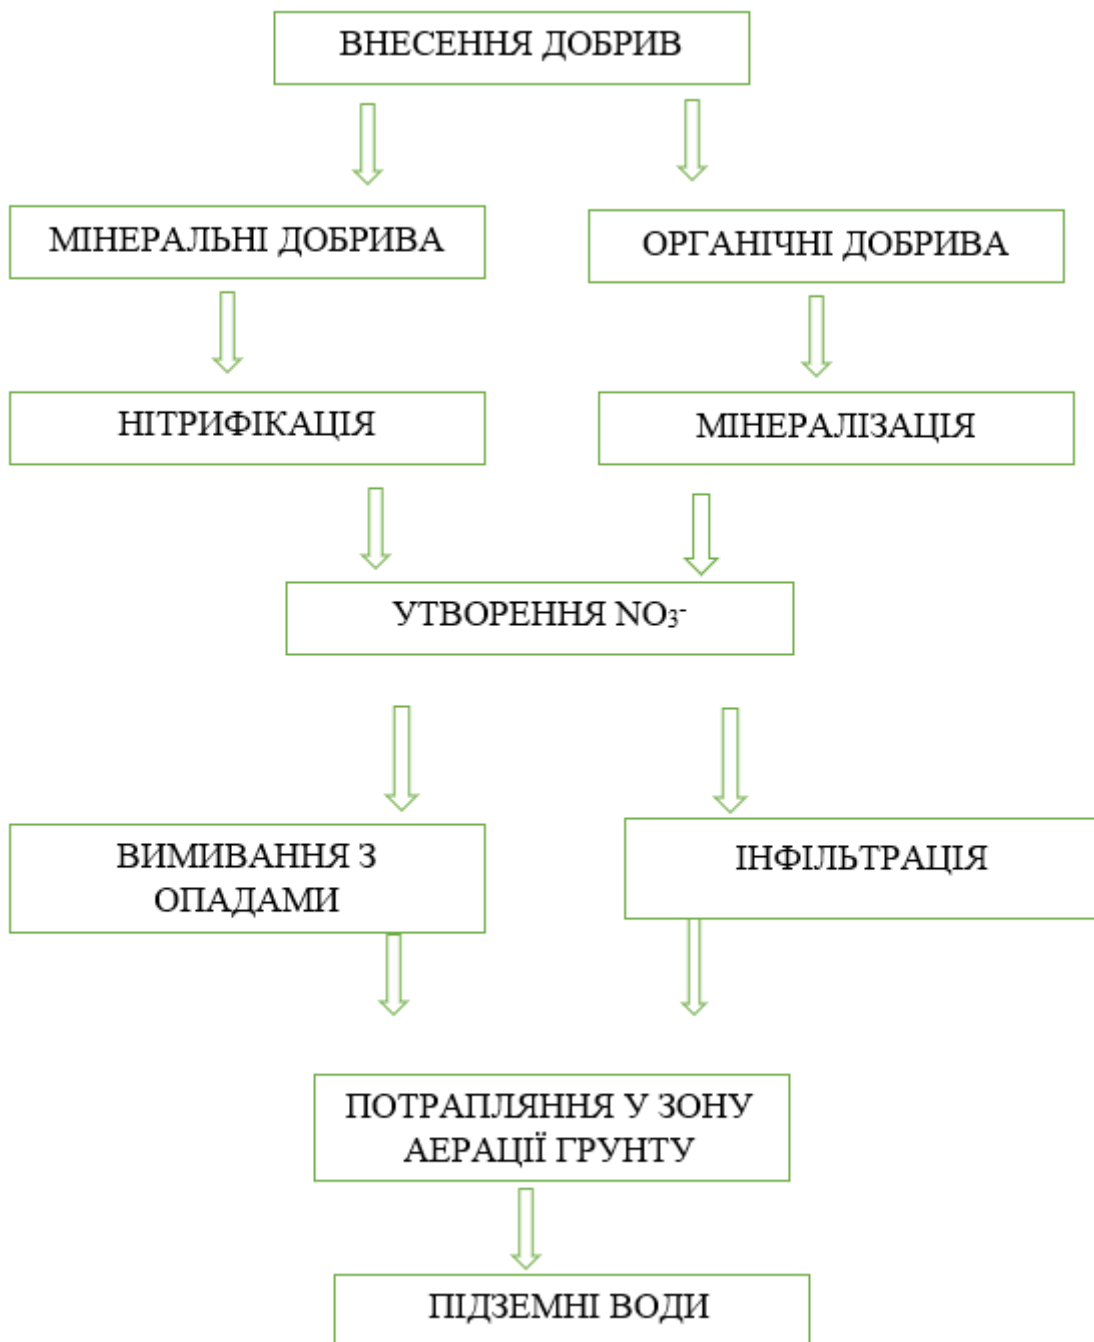 ВНЕСЕННЯ ДОБРИВ
МІНЕРАЛЬНІ ДОБРИВА
ОРГАНІЧНІ ДОБРИВА
НІТРИФІКАЦІЯ
МІНЕРАЛІЗАЦІЯ
УТВОРЕННЯ NO₃⁻
ВИМИВАННЯ З
ОПАДАМИ
ІНФІЛЬТРАЦІЯ
ПОТРАПЛЯННЯ У ЗОНУ
АЕРАЦІЇ ГРУНТУ
ПІДЗЕМНІ ВОДИ